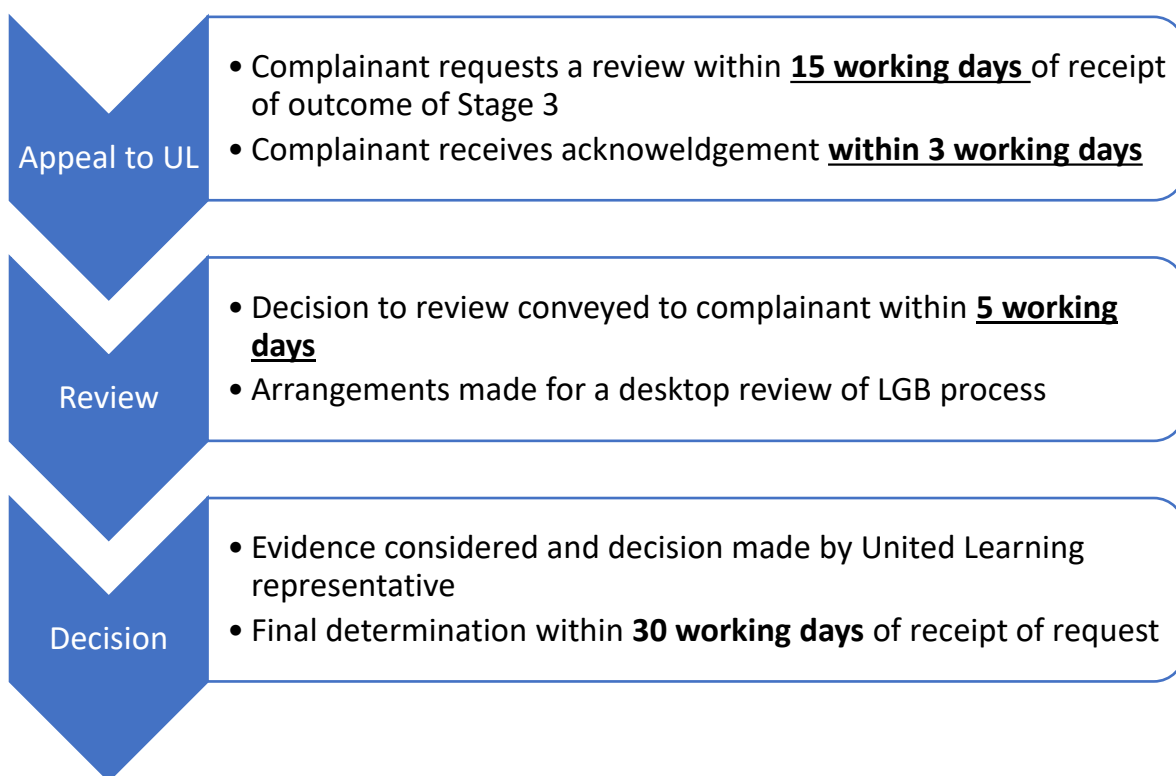 Appeal to UL
• Complainant requests a review within 15 working days of receipt
of outcome of Stage 3
• Complainant receives acknoweldgement within 3 working days
Review
• Decision to review conveyed to complainant within 5 working
days
• Arrangements made for a desktop review of LGB process
Decision
• Evidence considered and decision made by United Learning
representative
• Final determination within 30 working days of receipt of request